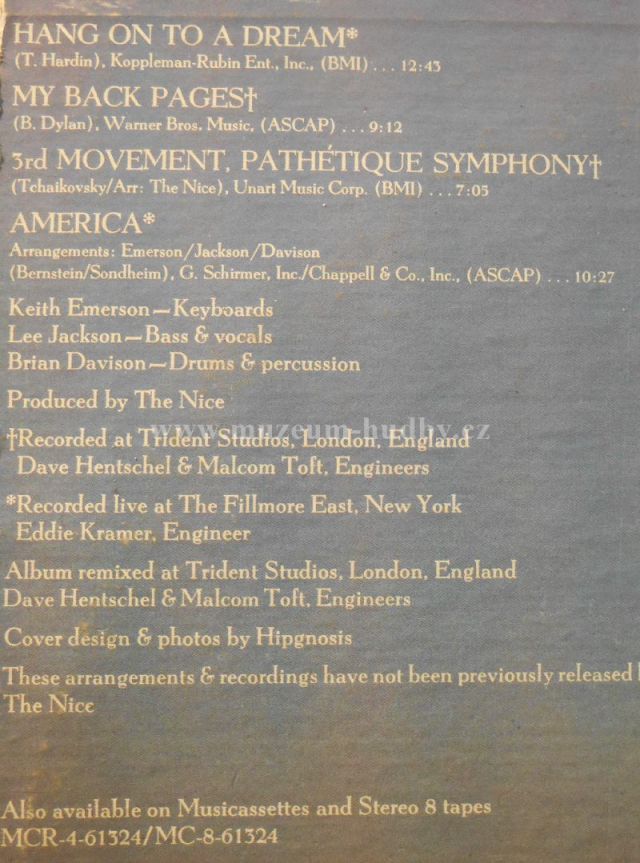 HANG ON TO A DREAM*
(T. Hardin), Koppleman-Rubin Ent., Inc., (BMI) . . . 12:43
MY BACK PAGES†
(B. Dylan), Warner Bros. Music, (ASCAP) . . . 9:12
3rd MOVEMENT, PATHÉTIQUE SYMPHONY†
(Tchaikovsky/Arr: The Nice), Unart Music Corp. (BMI) . . . 7:05
AMERICA*
Arrangements: Emerson/Jackson/Davison
(Bernstein/Sondheim), G. Schirmer, Inc./Chappell & Co., Inc., (ASCAP) . . . 10:27
Keith Emerson—Keyboards
Lee Jackson—Bass & vocals
Brian Davison—Drums & percussion
Produced by The Nice
www.muzeum-hudby.cz
†Recorded at Trident Studios, London, England
Dave Hentschel & Malcom Toft, Engineers
*Recorded live at The Fillmore East, New York
Eddie Kramer, Engineer
Album remixed at Trident Studios, London, England
Dave Hentschel & Malcom Toft, Engineers
Cover design & photos by Hipgnosis
These arrangements & recordings have not been previously released
The Nice
Also available on Musicassettes and Stereo 8 tapes
MCR-4-61324/MC-8-61324